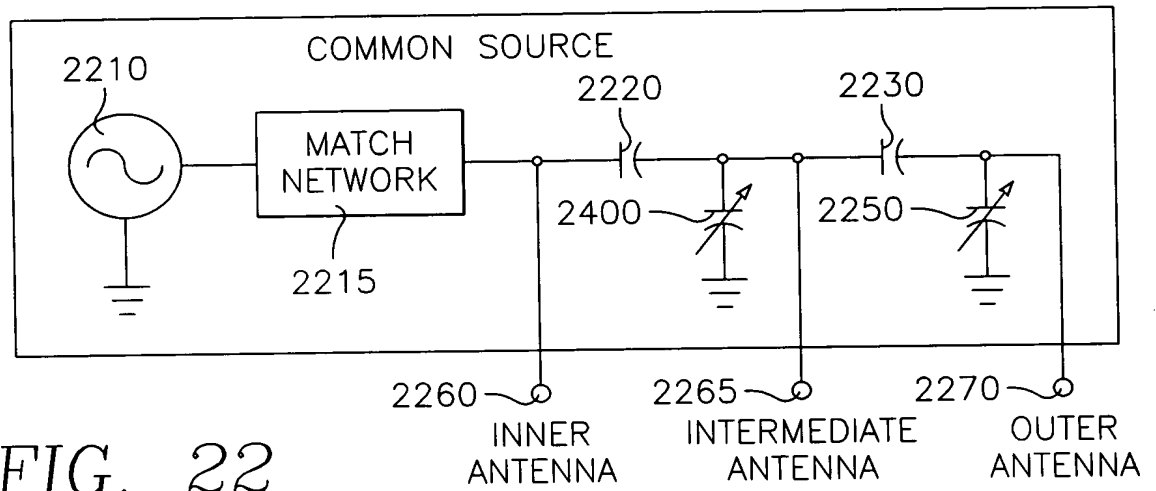 COMMON SOURCE
2210
2220
2230
MATCH
NETWORK
2400
2250
2215
2260
2265
2270
INNER
ANTENNA
INTERMEDIATE
ANTENNA
OUTER
ANTENNA
FIG. 22